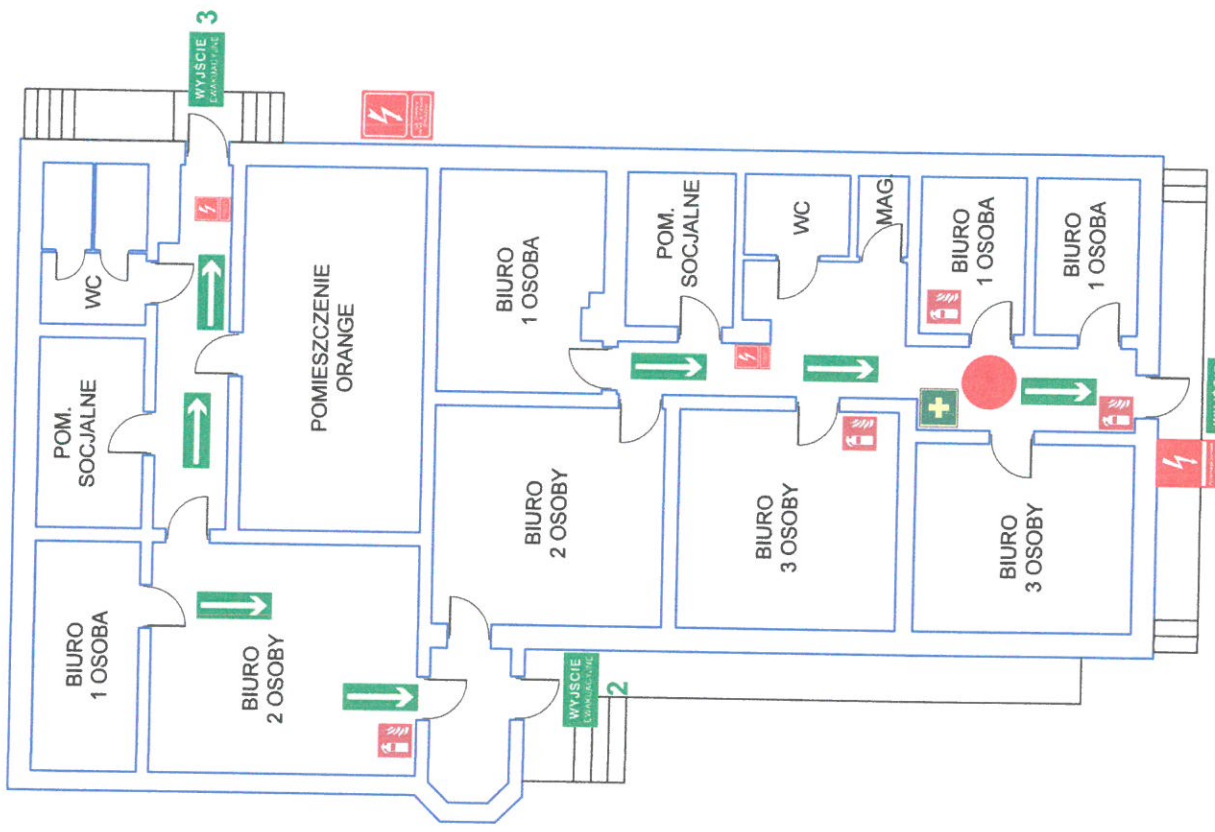 WYJŚCIE
EWAKUACYJNE
3
WC
POM.
SOCJALNE
BIURO
1 OSOBA
POMIESZCZENIE
ORANGE
BIURO
2 OSOBY
BIURO
1 OSOBA
POM.
SOCJALNE
WC
MAG.
BIURO
1 OSOBA
BIURO
1 OSOBA
BIURO
2 OSOBY
BIURO
3 OSOBY
BIURO
3 OSOBY
WYJŚCIE
EWAKUACYJNE
2